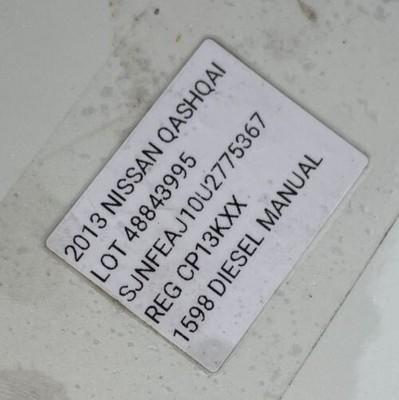 2013 NISSAN QASHQAI
LOT 48843995
SJNFEAJ10U2775367
REG CP13KXX
1598 DIESEL MANUAL